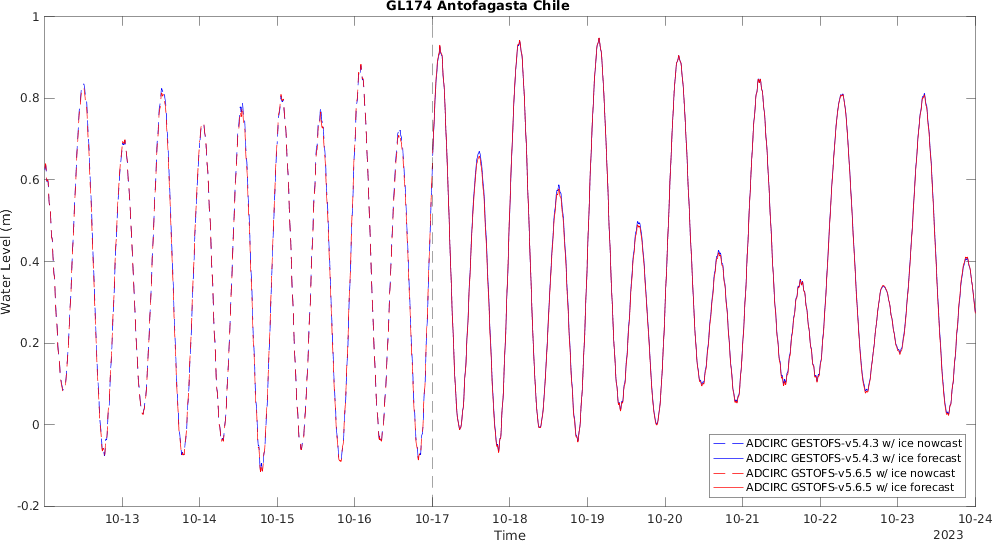 GL174 Antofagasta Chile
1
0.8
0.6
0.4
0.2
0
-0.2
Water Level (m)
10-13 10-14 10-15 10-16 10-17 10-18 10-19 10-20 10-21 10-22 10-23 10-24
Time
2023
ADCIRC GESTOFS-v5.4.3 w/ ice nowcast
ADCIRC GESTOFS-v5.4.3 w/ ice forecast
ADCIRC GSTOFS-v5.6.5 w/ ice nowcast
ADCIRC GSTOFS-v5.6.5 w/ ice forecast